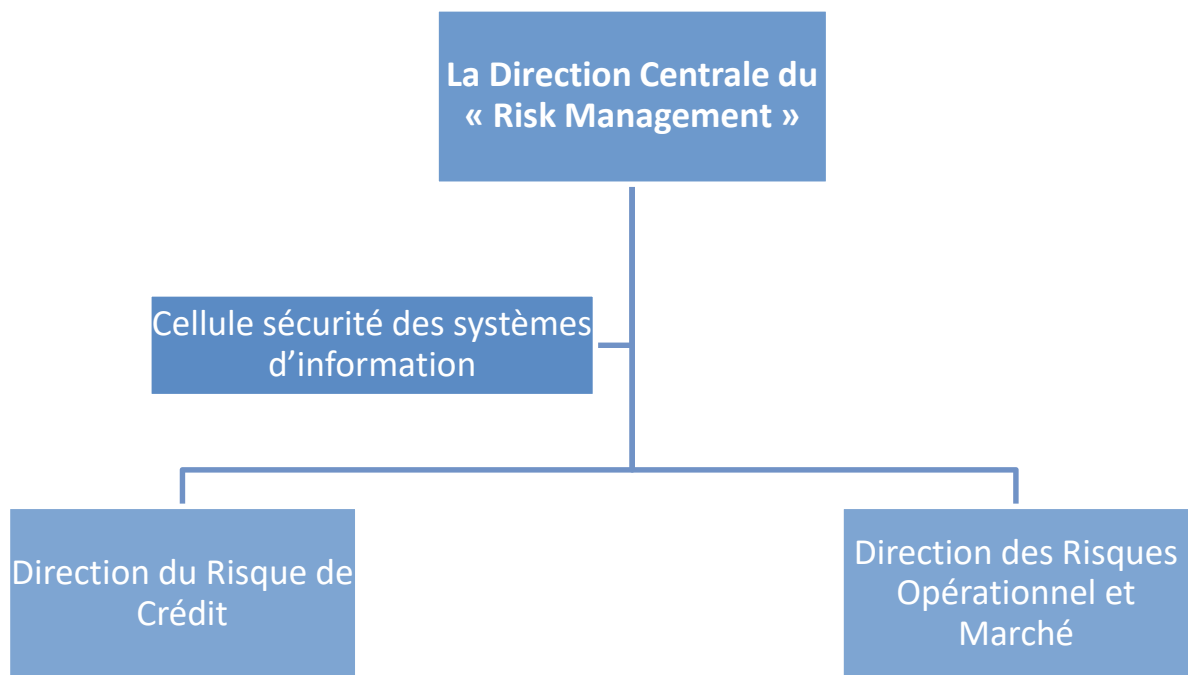 La Direction Centrale du
« Risk Management »
Cellule sécurité des systèmes
d’information
Direction du Risque de
Crédit
Direction des Risques
Opérationnel et
Marché